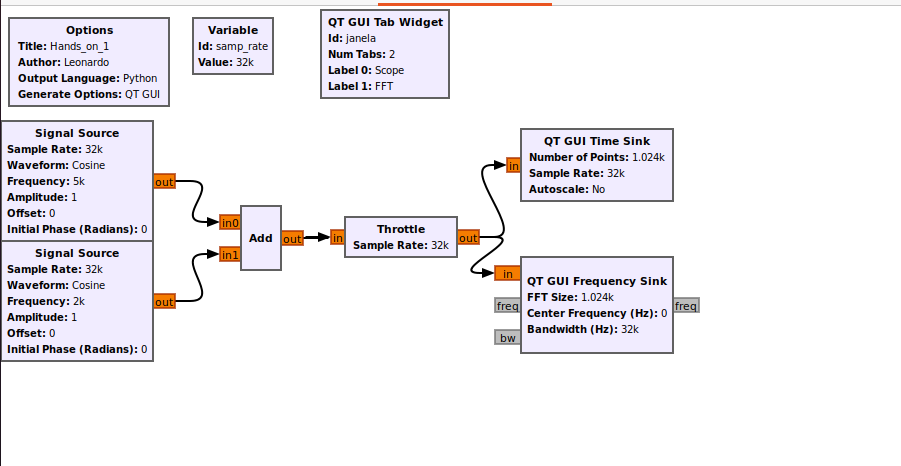 Options
Title: Hands_on_1
Author: Leonardo
Output Language: Python
Generate Options: QT GUI
Variable
Id: samp_rate
Value: 32k
QT GUI Tab Widget
Id: janela
Num Tabs: 2
Label 0: Scope
Label 1: FFT
Signal Source
Sample Rate: 32k
Waveform: Cosine
Frequency: 5k
Amplitude: 1
Offset: 0
Initial Phase (Radians): 0
out
Signal Source
Sample Rate: 32k
Waveform: Cosine
Frequency: 2k
Amplitude: 1
Offset: 0
Initial Phase (Radians): 0
out
in0
in1
Add
out
in
Throttle
Sample Rate: 32k
out
in
QT GUI Time Sink
Number of Points: 1.024k
Sample Rate: 32k
Autoscale: No
in
freq
bw
QT GUI Frequency Sink
FFT Size: 1.024k
Center Frequency (Hz): 0
Bandwidth (Hz): 32k
freq